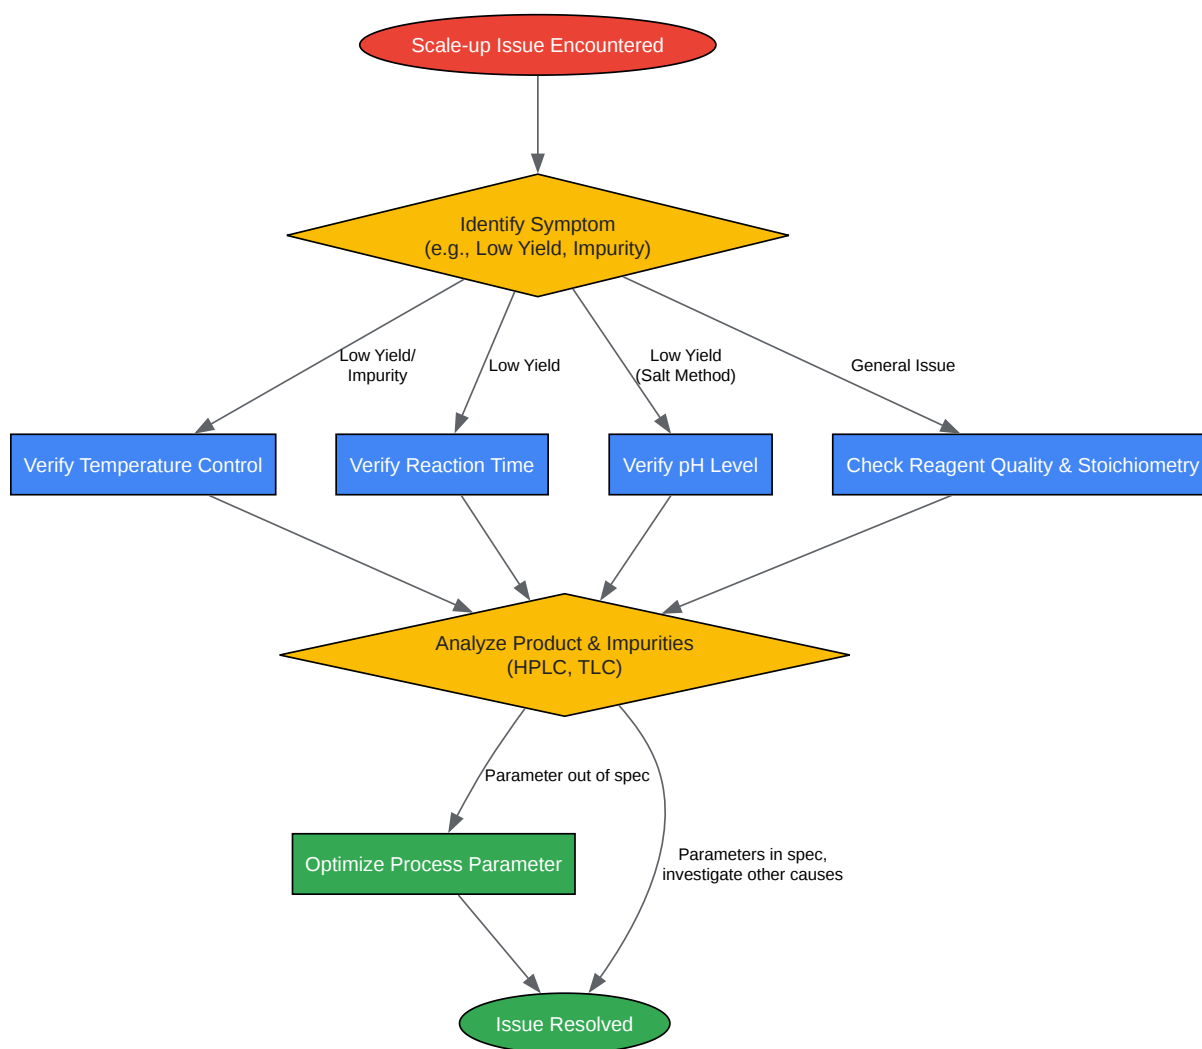 Scale-up Issue Encountered
Identify Symptom
(e.g., Low Yield, Impurity)
Low Yield/
Impurity
Low Yield
Low Yield
(Salt Method)
General Issue
Verify Temperature Control
Verify Reaction Time
Verify pH Level
Check Reagent Quality & Stoichiometry
Analyze Product & Impurities
(HPLC, TLC)
Parameter out of spec
Optimize Process Parameter
Parameters in spec,
investigate other causes
Issue Resolved